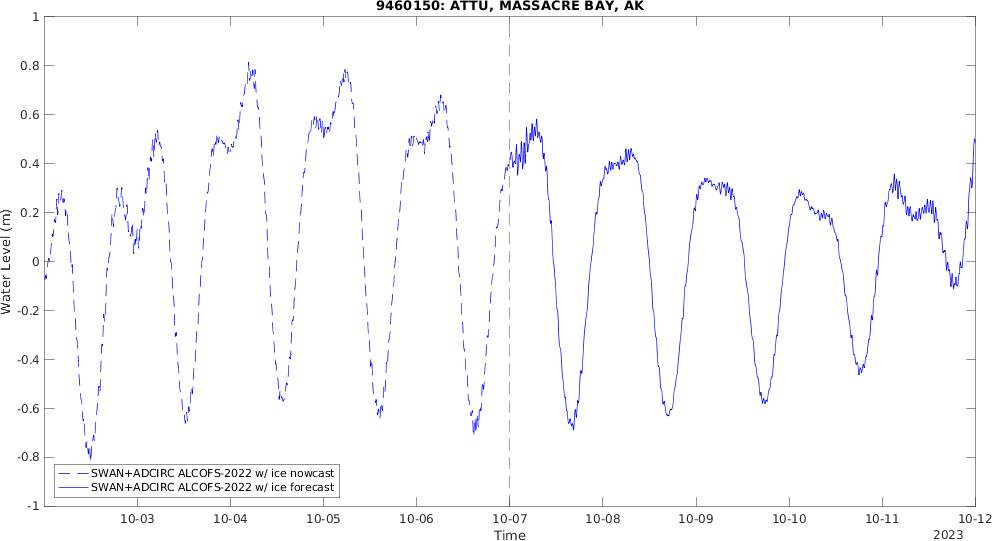 9460150: ATTU, MASSACRE BAY, AK
1
0.8
0.6
0.4
0.2
0
-0.2
-0.4
-0.6
-0.8
-1
Water Level (m)
SWAN+ADCIRC ALCOFS-2022 w/ ice nowcast
SWAN+ADCIRC ALCOFS-2022 w/ ice forecast
10-03 10-04 10-05 10-06 10-07 10-08 10-09 10-10 10-11 10-12
Time
2023